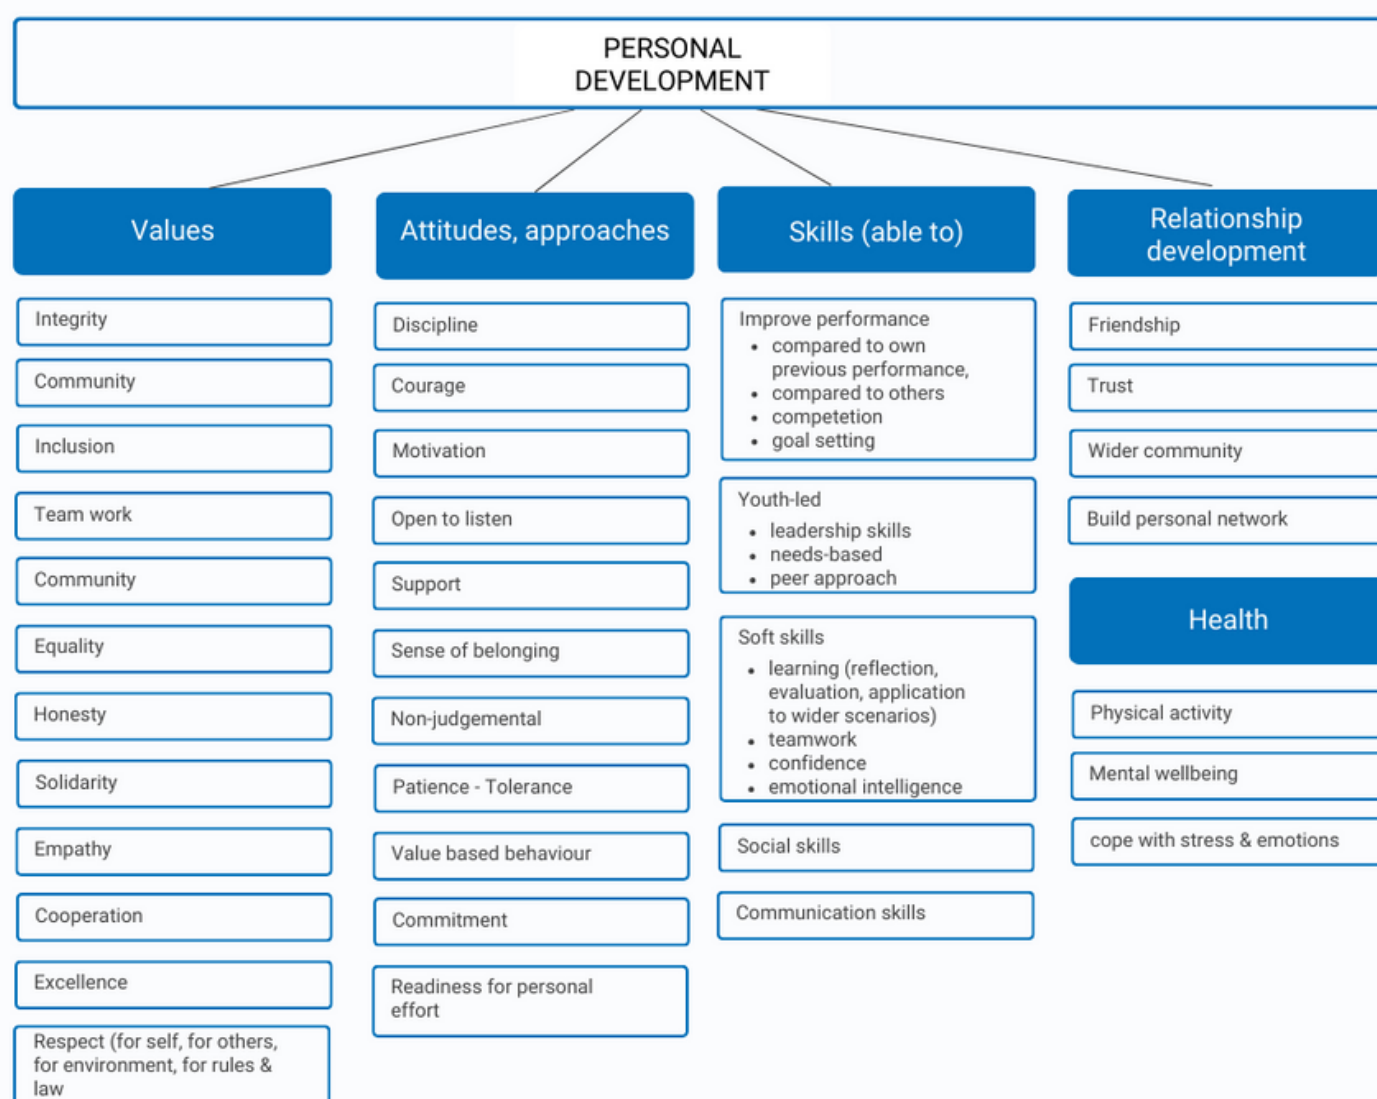 PERSONAL
DEVELOPMENT
Values
Integrity
Community
Inclusion
Team work
Community
Equality
Honesty
Solidarity
Empathy
Cooperation
Excellence
Respect (for self, for others,
for environment, for rules &
law
Attitudes, approaches
Discipline
Courage
Motivation
Open to listen
Support
Sense of belonging
Non-judgemental
Patience - Tolerance
Value based behaviour
Commitment
Readiness for personal
effort
Skills (able to)
Improve performance
• compared to own
previous performance,
• compared to others
• competetion
• goal setting
Youth-led
• leadership skills
• needs-based
• peer approach
Soft skills
• learning (reflection,
evaluation, application
to wider scenarios)
• teamwork
• confidence
• emotional intelligence
Social skills
Communication skills
Relationship
development
Friendship
Trust
Wider community
Build personal network
Health
Physical activity
Mental wellbeing
cope with stress & emotions